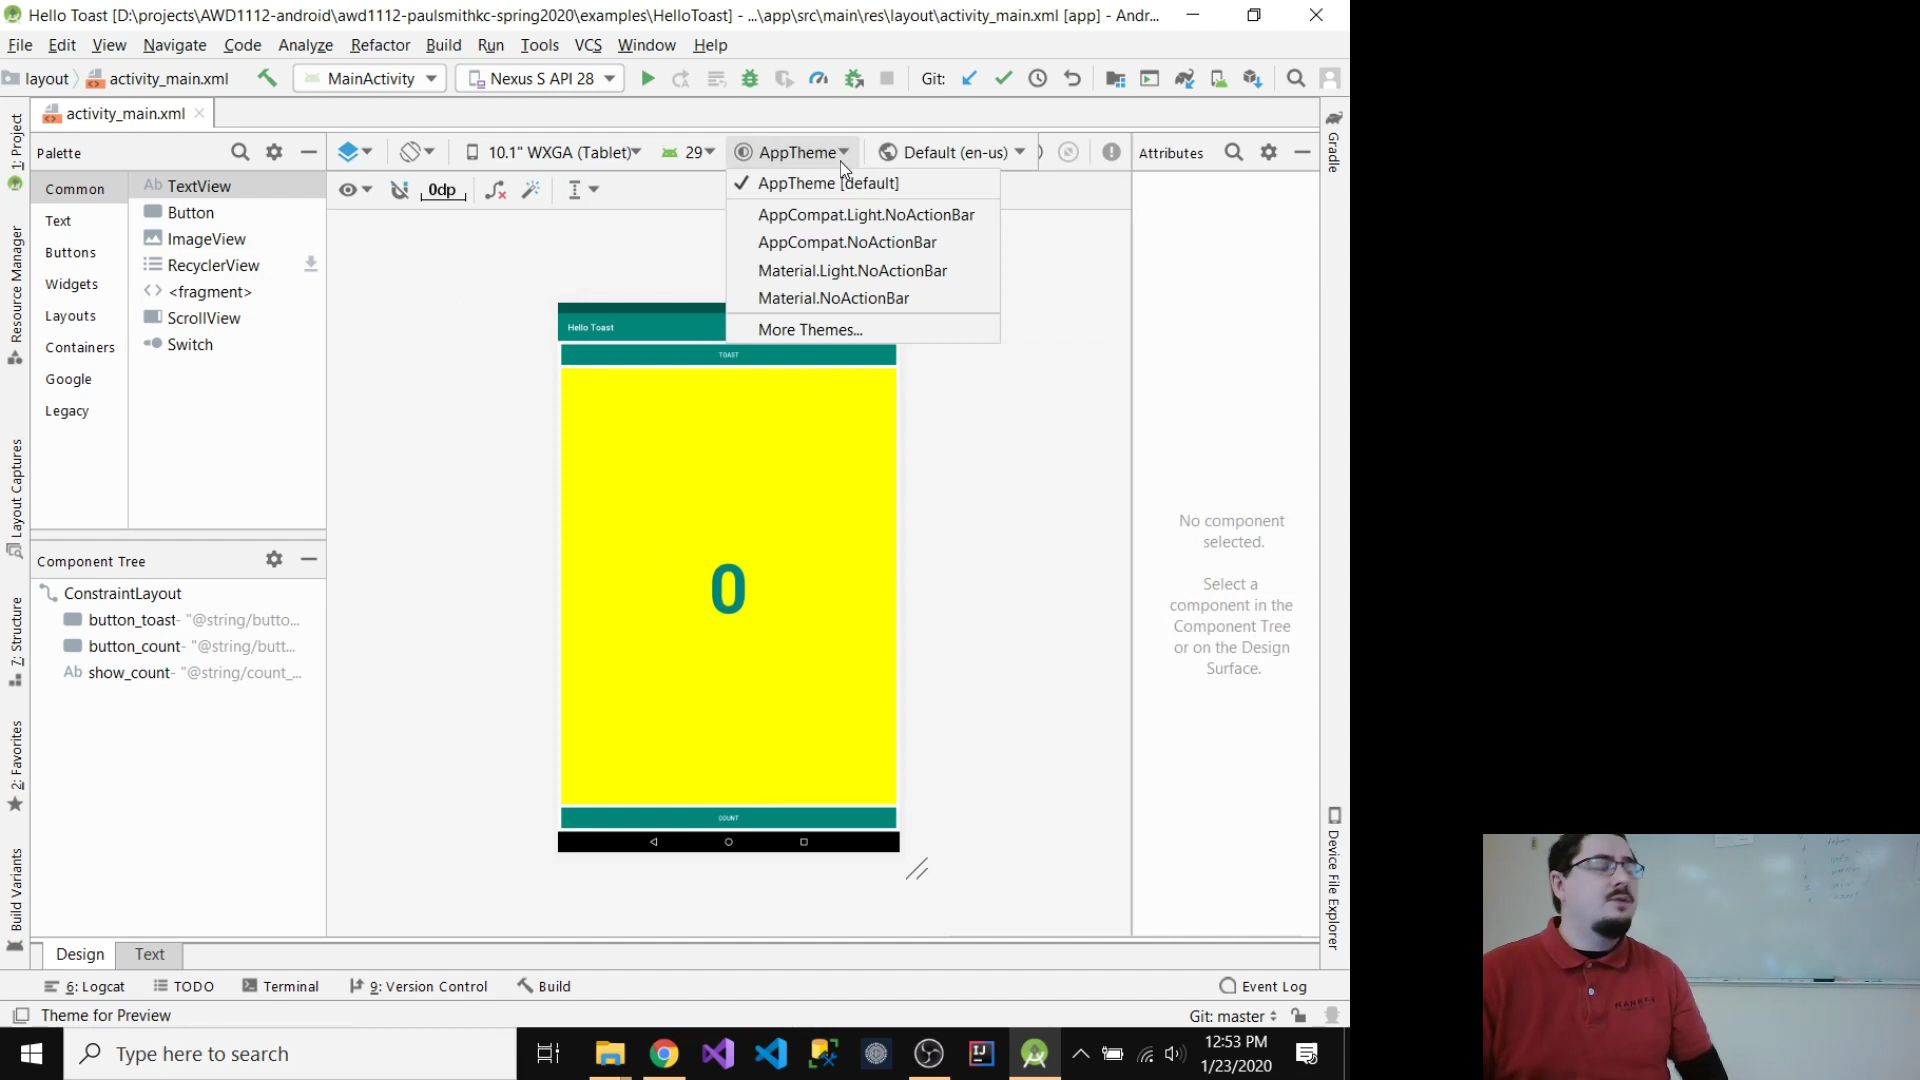 Hello Toast [D:\projects\AWD1112-android\awd1112-paulsmithkc-spring2020\examples\HelloToast] - ...\app\src\main\res\layout\activity_main.xml [app] - Andr...
File Edit View Navigate Code Analyze Refactor Build Run Tools VCS Window Help
layout activity_main.xml MainActivity Nexus S API 28 Git:
activity_main.xml
Palette 10.1" WXGA (Tablet) 29 AppTheme Default (en-us) Attributes
0dp
Common
Text
Buttons
Widgets
Layouts
Containers
Google
Legacy
Ab TextView
Button
ImageView
RecyclerView
<fragment>
ScrollView
Switch
AppTheme [default]
AppCompat.Light.NoActionBar
AppCompat.NoActionBar
Material.Light.NoActionBar
Material.NoActionBar
More Themes...
Hello Toast
TOAST
0
COUNT
Component Tree
ConstraintLayout
button_toast- "@string/butto...
button_count- "@string/butt...
Ab show_count- "@string/count_...
No component
selected.
Select a
component in the
Component Tree
or on the Design
Surface.
1: Project
Resource Manager
Layout Captures
7: Structure
2: Favorites
Build Variants
Gradle
Device File Explorer
Design Text
6: Logcat TODO Terminal 9: Version Control Build Event Log
Theme for Preview Git: master
Type here to search
12:53 PM
1/23/2020